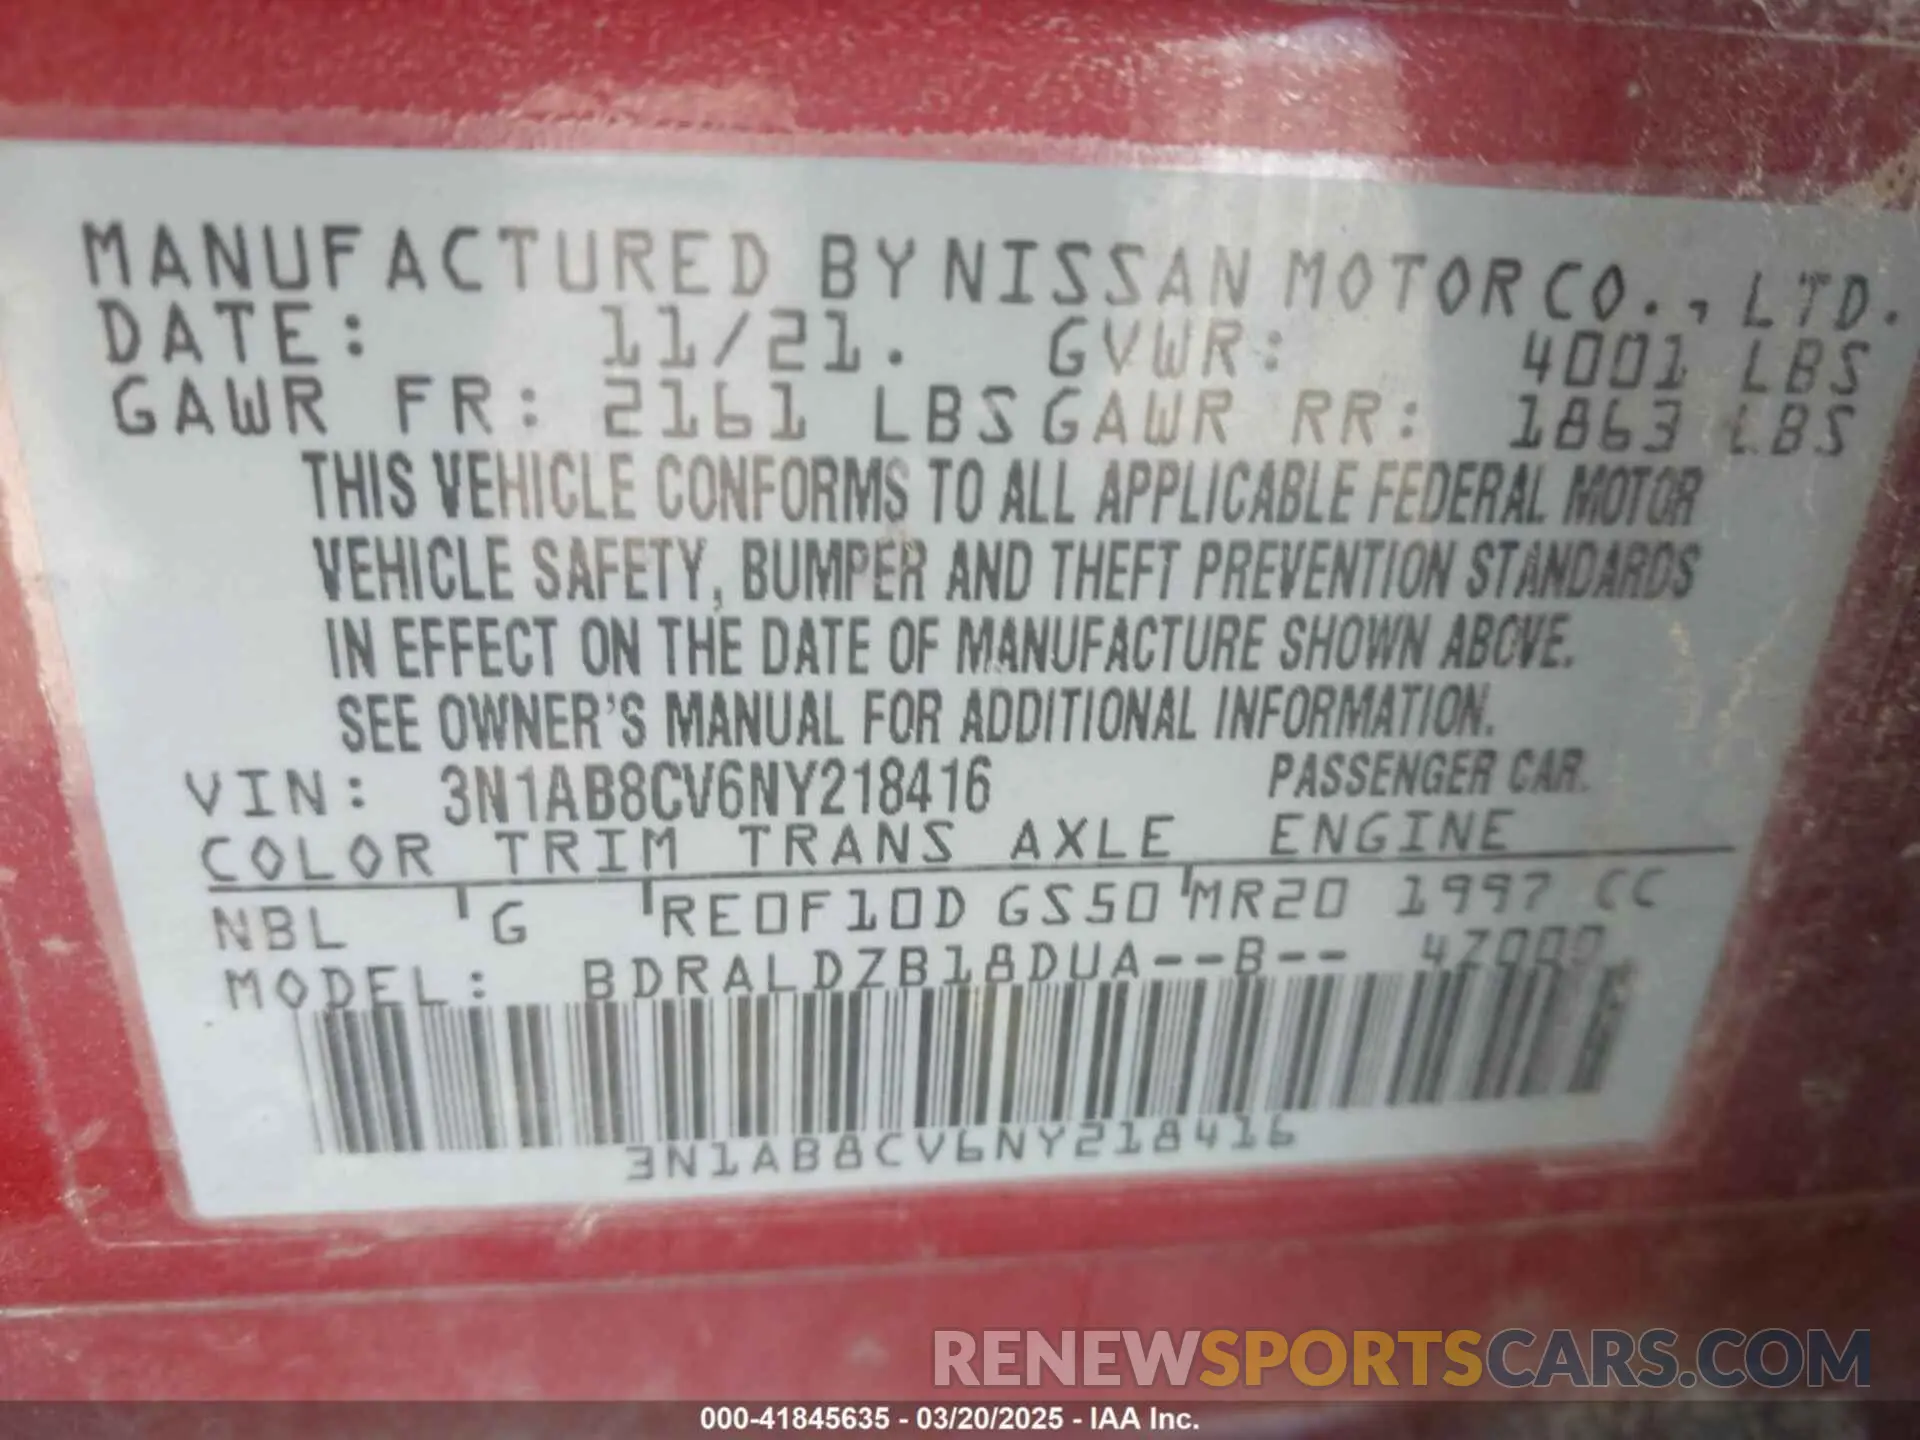 MANUFACTURED BY NISSAN MOTOR CO., LTD.
DATE: 11/21. GVWR: 4001 LBS
GAWR FR: 2161 LBS GAWR RR: 1863 LBS
THIS VEHICLE CONFORMS TO ALL APPLICABLE FEDERAL MOTOR
VEHICLE SAFETY, BUMPER AND THEFT PREVENTION STANDARDS
IN EFFECT ON THE DATE OF MANUFACTURE SHOWN ABOVE.
SEE OWNER'S MANUAL FOR ADDITIONAL INFORMATION.
VIN: 3N1AB8CV6NY218416 PASSENGER CAR.
COLOR TRIM TRANS AXLE ENGINE
NBL G RE0F10D GS50 MR20 1997 CC
MODEL: BDRALDZB18DUA--B--
3N1AB8CV6NY218416
RENEWSPORTSCARS.COM
000-41845635 - 03/20/2025 - IAA Inc.